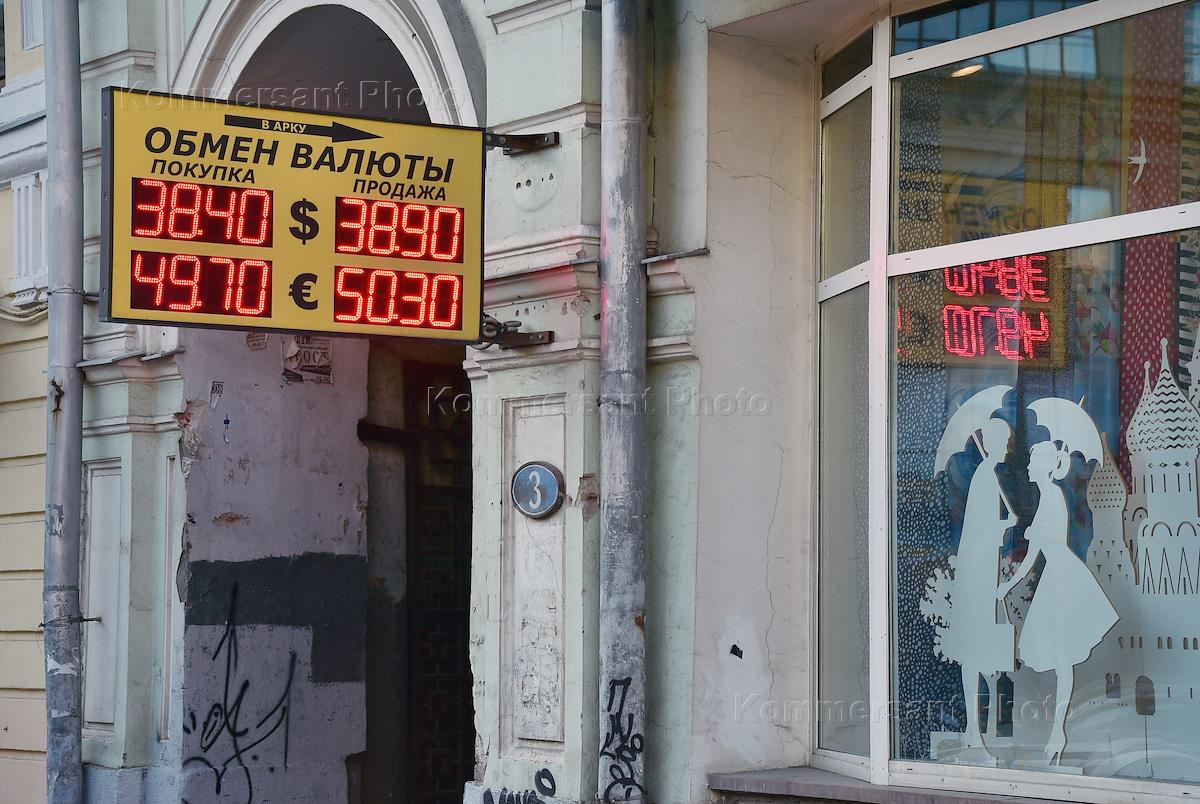 Kommersant Photo
В АРКУ
ОБМЕН ВАЛЮТЫ
ПОКУПКА ПРОДАЖА
38.40 $ 38.90
49.70 € 50.30
Kommersant Photo
3
Kommersant Photo